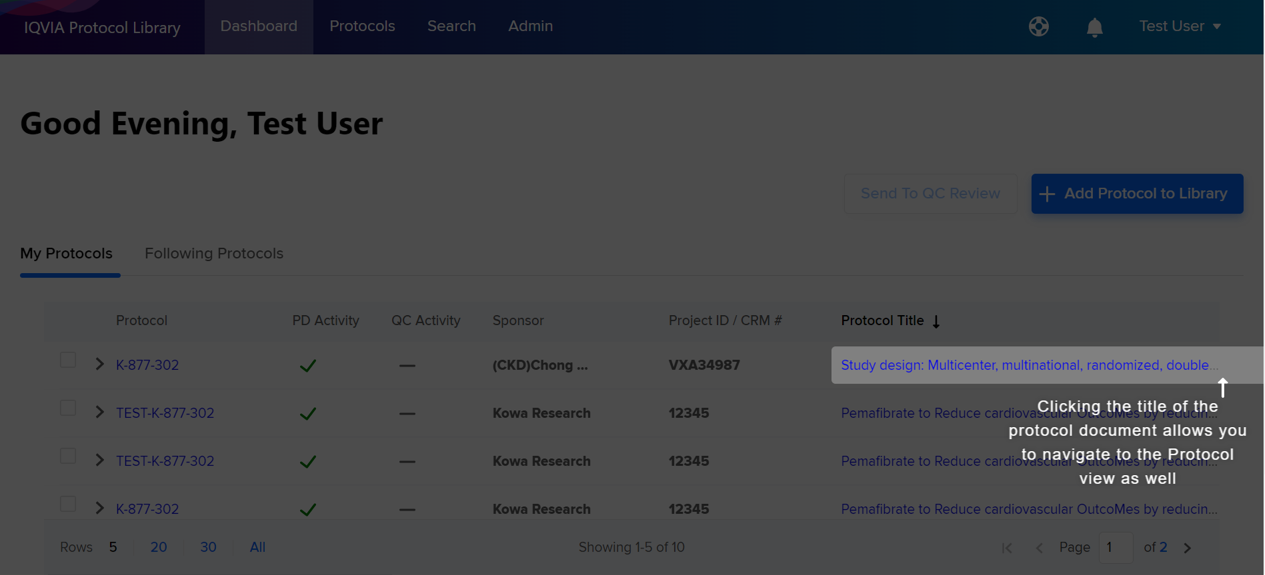 IQVIA Protocol Library Dashboard Protocols Search Admin Test User
Good Evening, Test User
Send To QC Review Add Protocol to Library
My Protocols Following Protocols
Protocol PD Activity QC Activity Sponsor Project ID / CRM # Protocol Title
K-877-302 — (CKD)Chong ... VXA34987 Study design: Multicenter, multinational, randomized, double...
TEST-K-877-302 — Kowa Research 12345 Pemafibrate to Reduce cardiovascular OutcoMes by reducin...
TEST-K-877-302 — Kowa Research 12345 Pemafibrate to Reduce cardiovascular OutcoMes by reducin...
K-877-302 — Kowa Research 12345 Pemafibrate to Reduce cardiovascular OutcoMes by reducin...
Clicking the title of the
protocol document allows you
to navigate to the Protocol
view as well
Rows 5 20 30 All Showing 1-5 of 10 Page 1 of 2